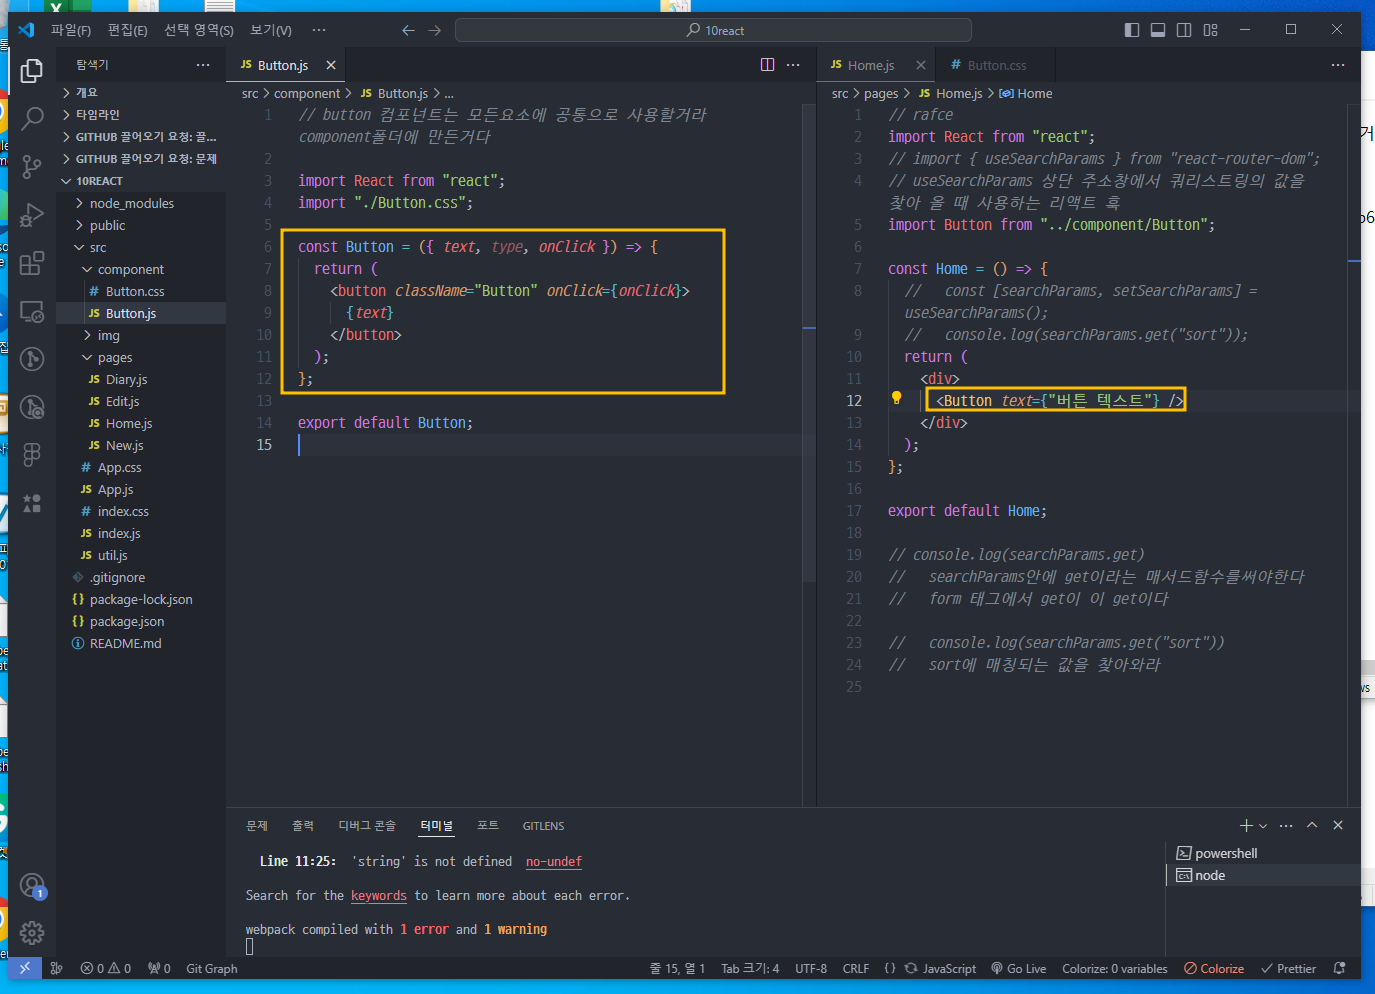 파일(F) 편집(E) 선택 영역(S) 보기(V) ··· 10react
탐색기 ···
개요
타임라인
GITHUB 끌어오기 요청: 끌...
GITHUB 끌어오기 요청: 문제
10REACT
node_modules
public
src
component
# Button.css
JS Button.js
img
pages
JS Diary.js
JS Edit.js
JS Home.js
JS New.js
# App.css
JS App.js
# index.css
JS index.js
JS util.js
.gitignore
{} package-lock.json
{} package.json
README.md
JS Button.js
src > component > JS Button.js > ...
1 // button 컴포넌트는 모든요소에 공통으로 사용할거라
component폴더에 만든거다
2
3 import React from "react";
4 import "./Button.css";
5
6 const Button = ({ text, type, onClick }) => {
7 return (
8 <button className="Button" onClick={onClick}>
9 {text}
10 </button>
11 );
12 };
13
14 export default Button;
15
JS Home.js # Button.css ···
src > pages > JS Home.js > Home
1 // rafce
2 import React from "react";
3 // import { useSearchParams } from "react-router-dom";
4 // useSearchParams 상단 주소창에서 쿼리스트링의 값을
찾아 올 때 사용하는 리액트 훅
5 import Button from "../component/Button";
6
7 const Home = () => {
8 // const [searchParams, setSearchParams] =
useSearchParams();
9 // console.log(searchParams.get("sort"));
10 return (
11 <div>
12 <Button text={"버튼 텍스트"} />
13 </div>
14 );
15 };
16
17 export default Home;
18
19 // console.log(searchParams.get)
20 // searchParams안에 get이라는 매서드함수를써야한다
21 // form 태그에서 get이 이 get이다
22
23 // console.log(searchParams.get("sort"))
24 // sort에 매칭되는 값을 찾아와라
25
문제 출력 디버그 콘솔 터미널 포트 GITLENS
Line 11:25: 'string' is not defined no-undef
Search for the keywords to learn more about each error.
webpack compiled with 1 error and 1 warning
powershell
node
1
0 0 0 Git Graph 줄 15, 열 1 Tab 크기: 4 UTF-8 CRLF {} JavaScript Go Live Colorize: 0 variables Colorize Prettier